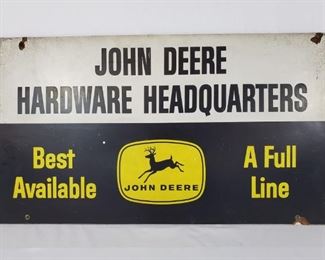 JOHN DEERE
HARDWARE HEADQUARTERS
Best
Available
JOHN DEERE
A Full
Line